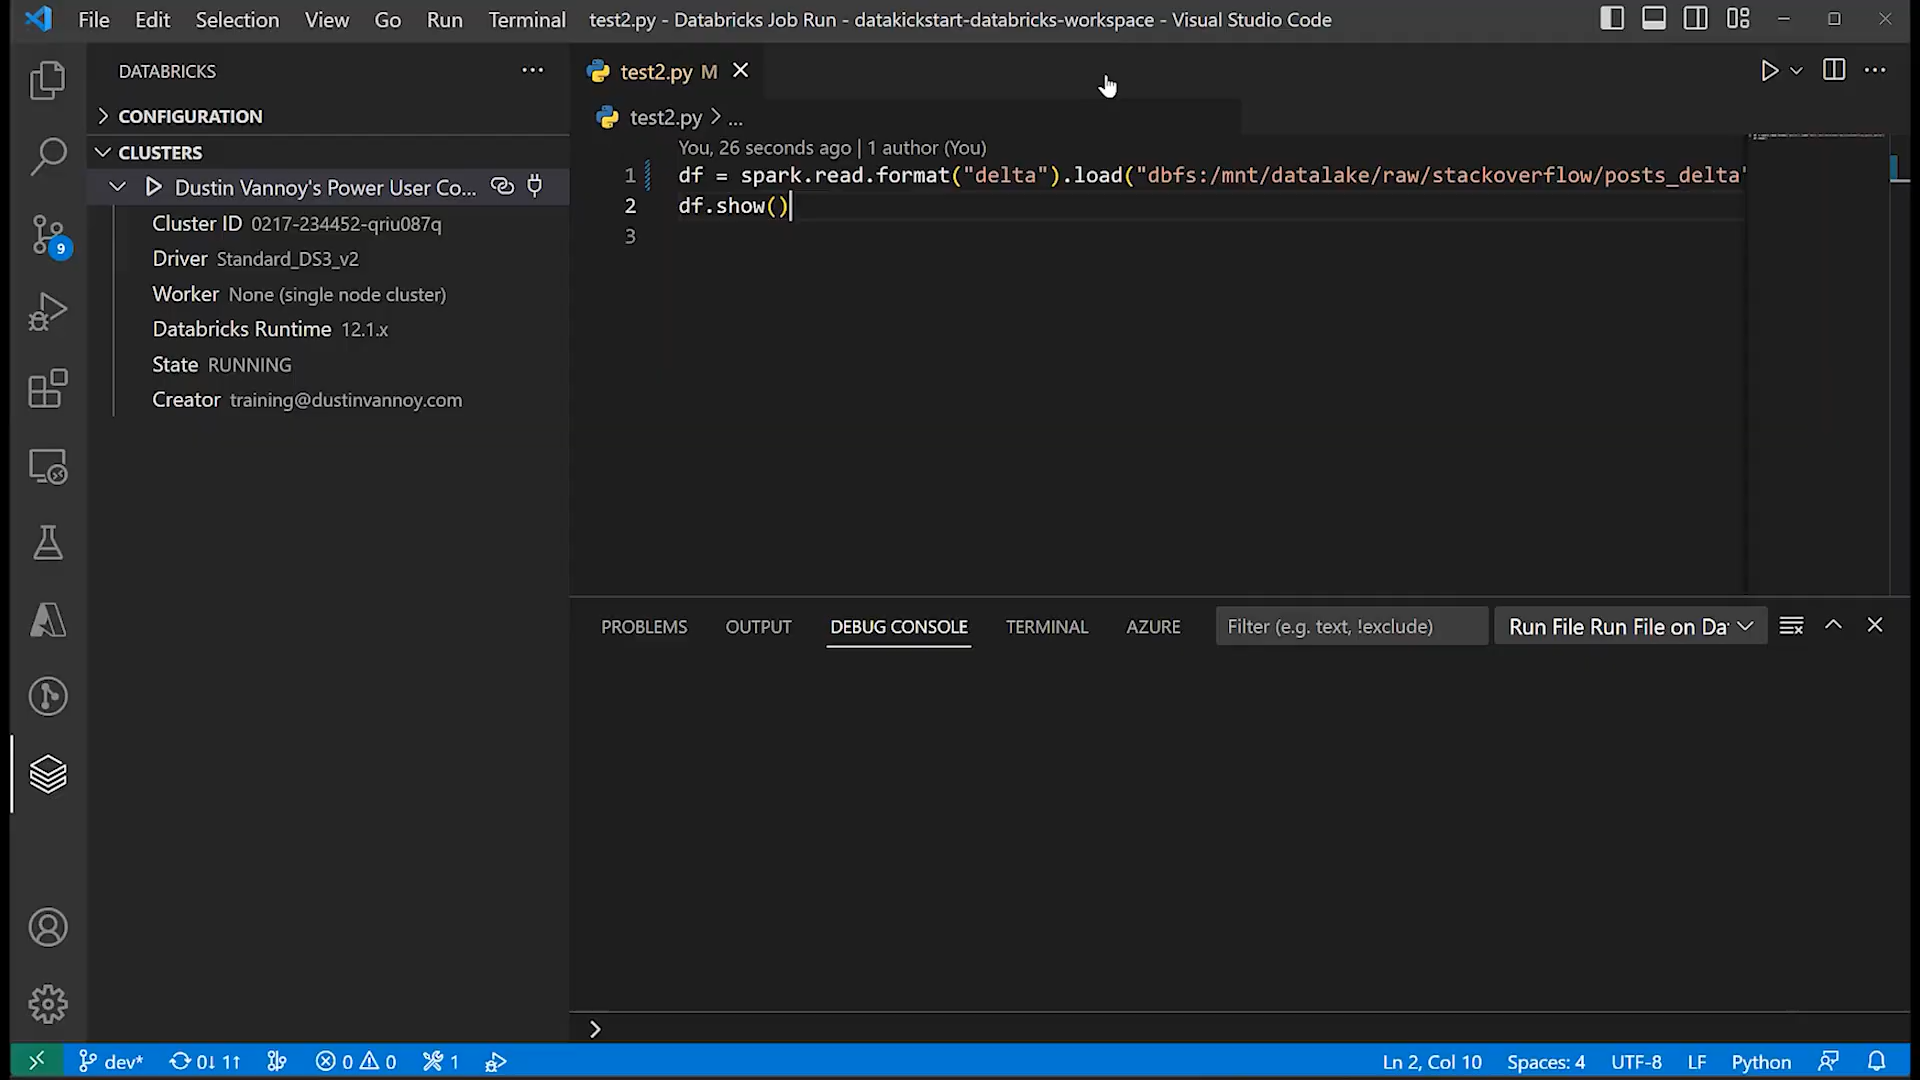 File Edit Selection View Go Run Terminal test2.py - Databricks Job Run - datakickstart-databricks-workspace - Visual Studio Code
DATABRICKS
CONFIGURATION
CLUSTERS
Dustin Vannoy's Power User Co...
Cluster ID 0217-234452-qriu087q
Driver Standard_DS3_v2
Worker None (single node cluster)
Databricks Runtime 12.1.x
State RUNNING
Creator training@dustinvannoy.com
9
test2.py M
test2.py > ...
You, 26 seconds ago | 1 author (You)
1 df = spark.read.format("delta").load("dbfs:/mnt/datalake/raw/stackoverflow/posts_delta"
2 df.show()
3
PROBLEMS OUTPUT DEBUG CONSOLE TERMINAL AZURE Filter (e.g. text, !exclude) Run File Run File on Da
dev* 0↓ 1↑ 0 0 1 Ln 2, Col 10 Spaces: 4 UTF-8 LF Python